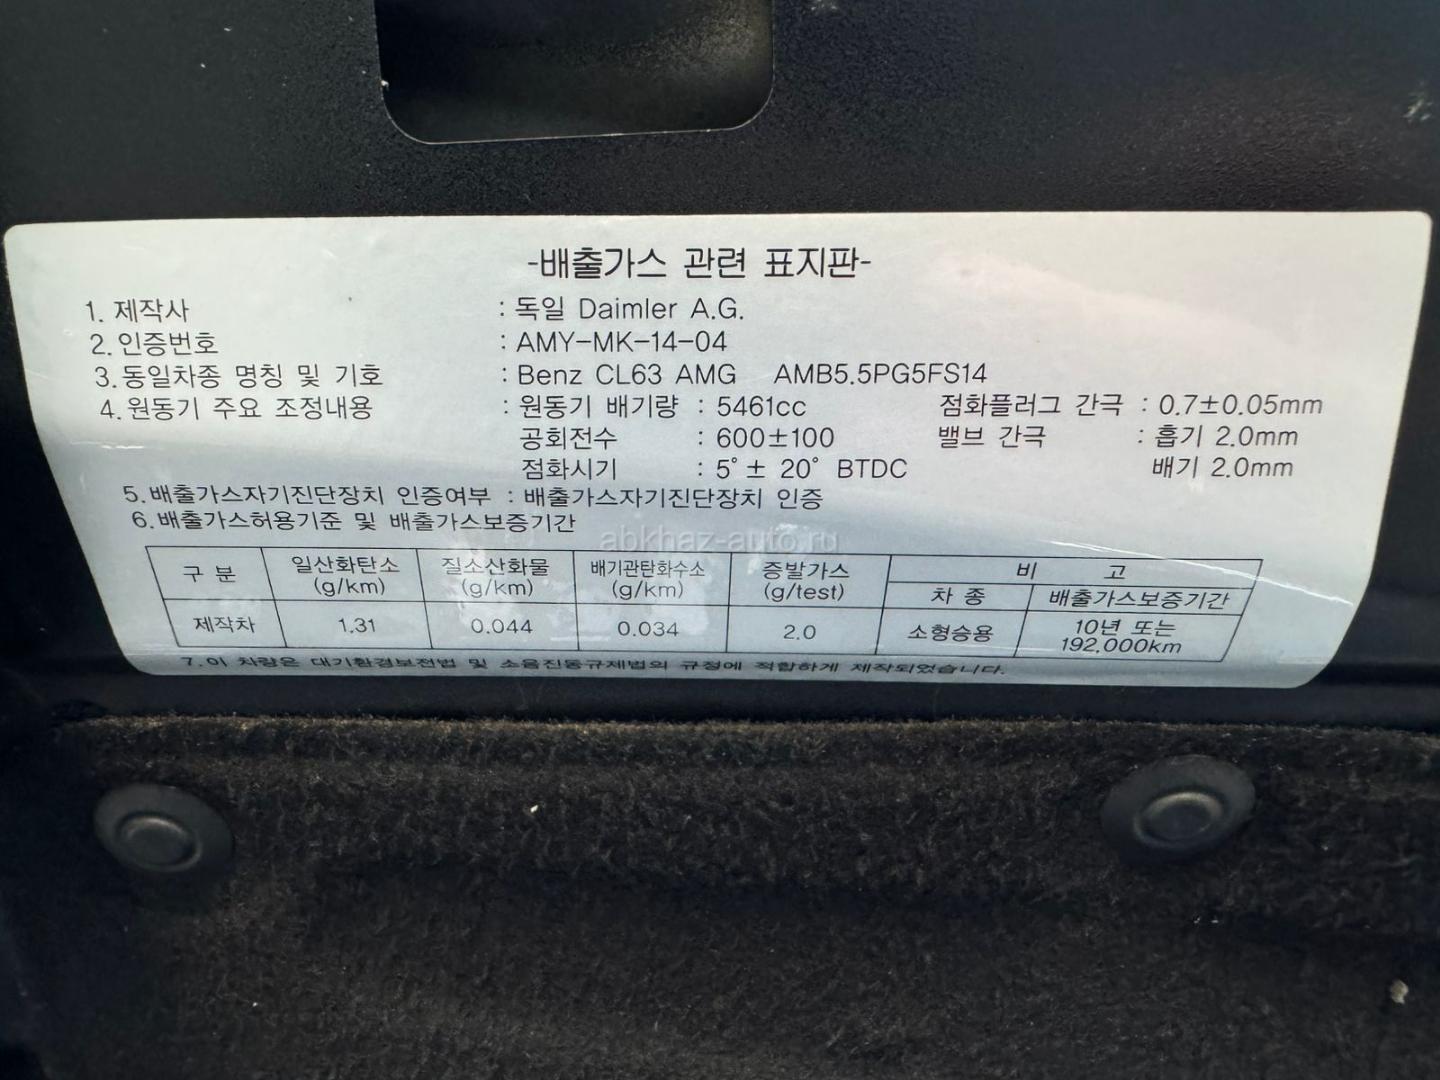 -배출가스 관련 표지판-
1. 제작사 : 독일 Daimler A.G.
2. 인증번호 : AMY-MK-14-04
3. 동일차종 명칭 및 기호 : Benz CL63 AMG AMB5.5PG5FS14
4. 원동기 주요 조정내용 : 원동기 배기량 : 5461cc 점화플러그 간극 : 0.7±0.05mm
공회전수 : 600±100 밸브 간극 : 흡기 2.0mm
점화시기 : 5° ± 20° BTDC 배기 2.0mm
5. 배출가스자기진단장치 인증여부 : 배출가스자기진단장치 인증
6. 배출가스허용기준 및 배출가스보증기간
abkhaz-auto.ru
구 분 일산화탄소 (g/km) 질소산화물 (g/km) 배기관탄화수소 (g/km) 증발가스 (g/test) 비 고
차 종 배출가스보증기간
제작차 1.31 0.044 0.034 2.0 소형승용 10년 또는
192,000km
7. 이 차량은 대기환경보전법 및 소음진동규제법의 규정에 적합하게 제작되었습니다.